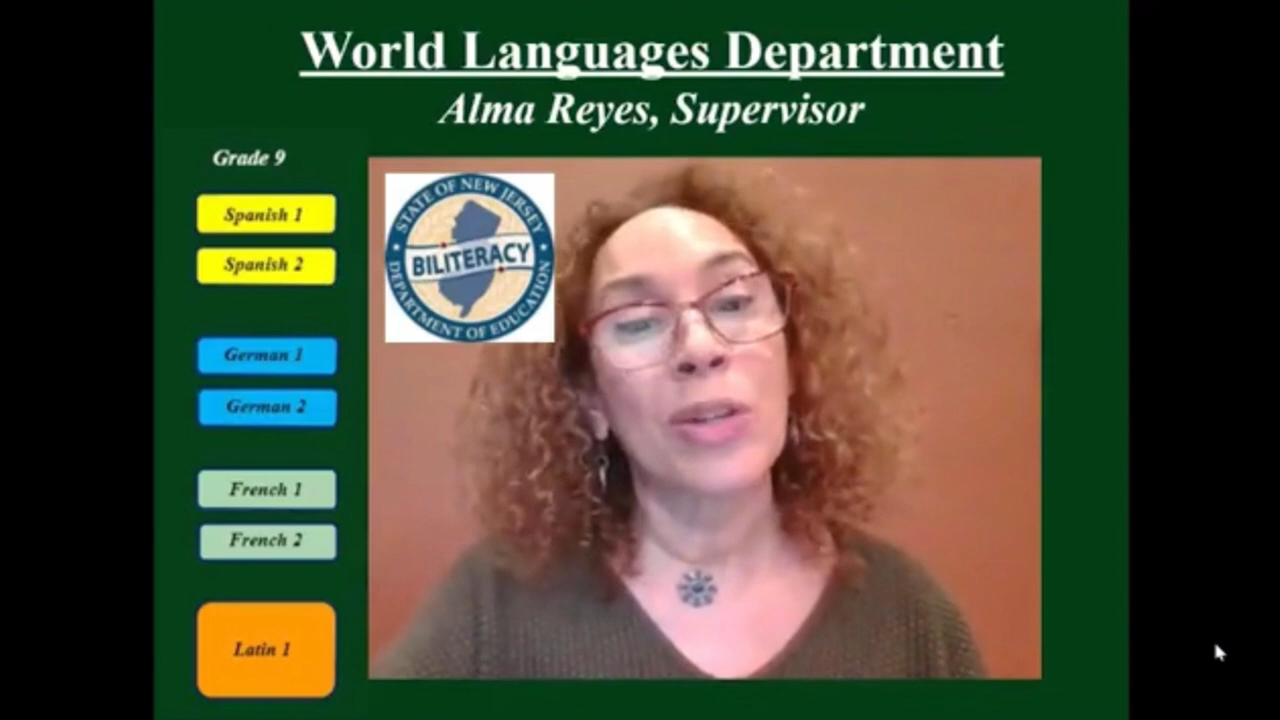 World Languages Department
Alma Reyes, Supervisor
Grade 9
Spanish 1
Spanish 2
German 1
German 2
French 1
French 2
Latin 1
STATE OF NEW JERSEY
BILITERACY
DEPARTMENT OF EDUCATION